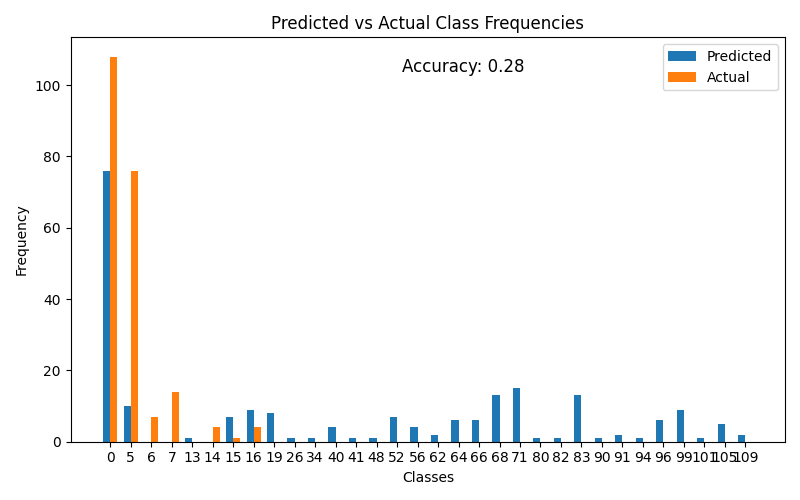 Predicted vs Actual Class Frequencies
Accuracy: 0.28
Predicted
Actual
Frequency
100
80
60
40
20
0
0 5 6 7 13 14 15 16 19 26 34 40 41 48 52 56 62 64 66 68 71 80 82 83 90 91 94 96 99 101 105 109
Classes